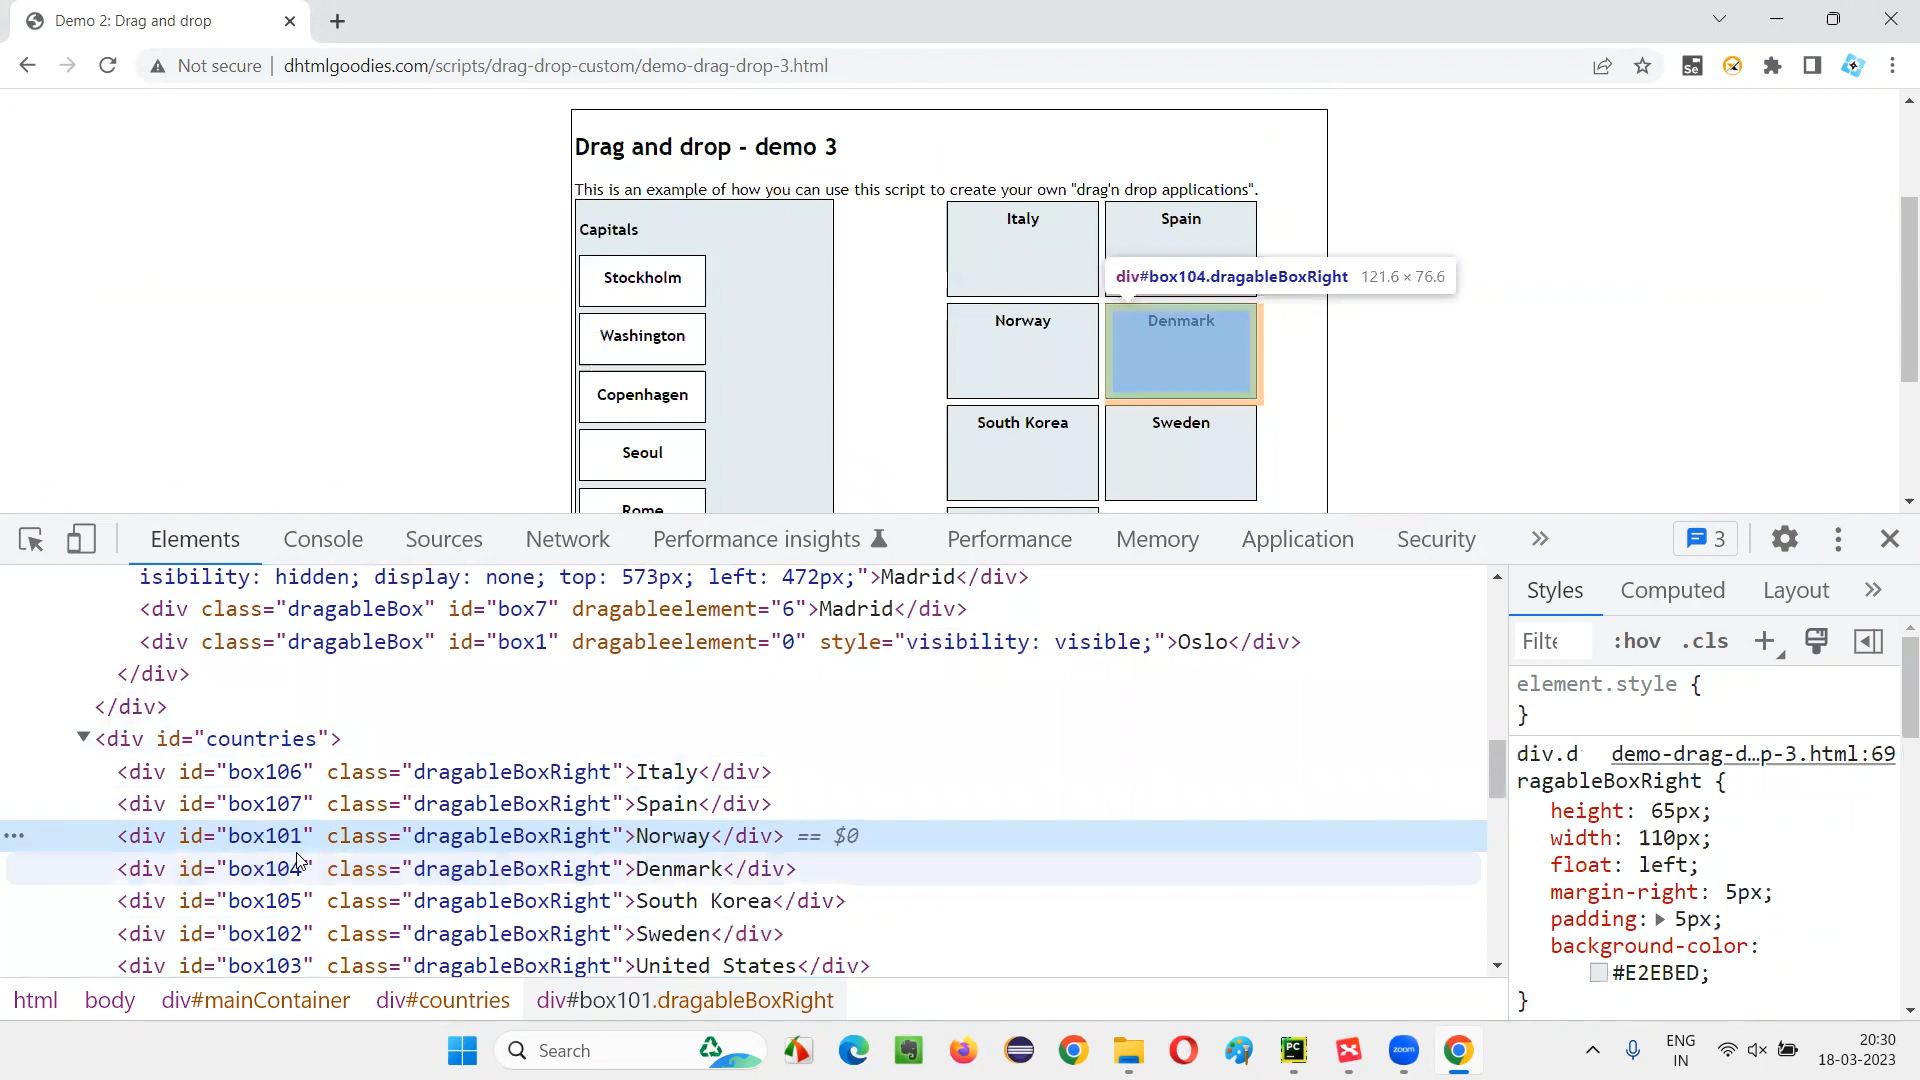 Demo 2: Drag and drop
Not secure
dhtmlgoodies.com/scripts/drag-drop-custom/demo-drag-drop-3.html
Se
Drag and drop - demo 3
This is an example of how you can use this script to create your own "drag'n drop applications".
Capitals
Stockholm
Washington
Copenhagen
Seoul
Rome
Italy
Spain
div#box104.dragableBoxRight 121.6 × 76.6
Norway
Denmark
South Korea
Sweden
Elements
Console
Sources
Network
Performance insights
Performance
Memory
Application
Security
3
isibility: hidden; display: none; top: 573px; left: 472px;">Madrid</div>
<div class="dragableBox" id="box7" dragableelement="6">Madrid</div>
<div class="dragableBox" id="box1" dragableelement="0" style="visibility: visible;">Oslo</div>
</div>
</div>
<div id="countries">
<div id="box106" class="dragableBoxRight">Italy</div>
<div id="box107" class="dragableBoxRight">Spain</div>
<div id="box101" class="dragableBoxRight">Norway</div> == $0
<div id="box104" class="dragableBoxRight">Denmark</div>
<div id="box105" class="dragableBoxRight">South Korea</div>
<div id="box102" class="dragableBoxRight">Sweden</div>
<div id="box103" class="dragableBoxRight">United States</div>
html
body
div#mainContainer
div#countries
div#box101.dragableBoxRight
Styles
Computed
Layout
Filte
:hov
.cls
element.style {
}
div.d demo-drag-d…p-3.html:69
ragableBoxRight {
height: 65px;
width: 110px;
float: left;
margin-right: 5px;
padding: 5px;
background-color:
#E2EBED;
}
Search
PC
zoom
ENG
IN
20:30
18-03-2023